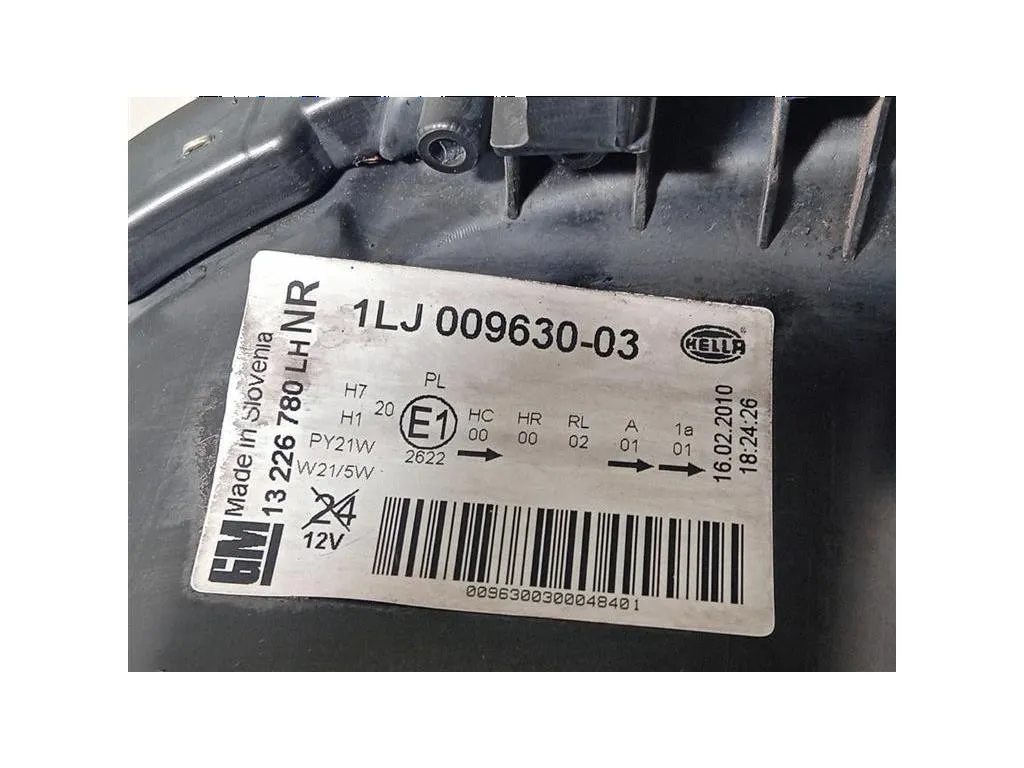 1LJ 009630-03
HELLA
GM
Made in Slovenia
13 226 780 LH NR
H7
H1
PY21W
W21/5W
24
12V
PL
20
E1
2622
HC
00
HR
00
RL
02
A
01
1a
01
16.02.2010
18:24:26
00963000300048401